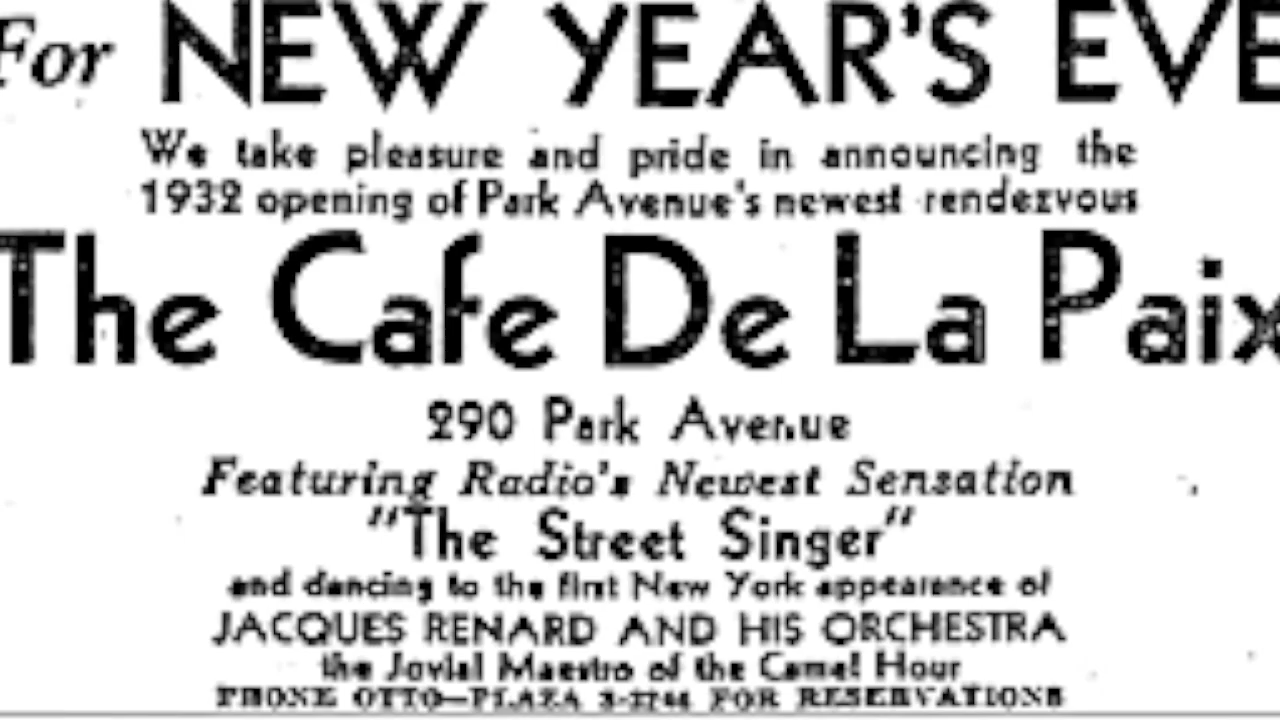 For NEW YEAR'S EVE
We take pleasure and pride in announcing the
1932 opening of Park Avenue's newest rendezvous
The Cafe De La Paix
290 Park Avenue
Featuring Radio's Newest Sensation
"The Street Singer"
and dancing to the first New York appearance of
JACQUES RENARD AND HIS ORCHESTRA
the Jovial Maestro of the Camel Hour
PHONE OTTO—PLAZA FOR RESERVATIONS